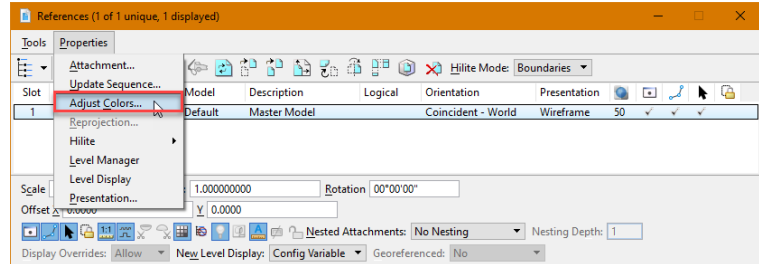 References (1 of 1 unique, 1 displayed)
Tools Properties
Attachment...
Update Sequence...
Adjust Colors...
Reprojection...
Hilite
Level Manager
Level Display
Presentation...
Hilite Mode: Boundaries
Slot Model Description Logical Orientation Presentation
1 Default Master Model Coincident - World Wireframe 50
Scale 1.000000000 Rotation 00°00'00"
Offset X 0.0000 Y 0.0000
1:1 Nested Attachments: No Nesting Nesting Depth: 1
Display Overrides: Allow New Level Display: Config Variable Georeferenced: No